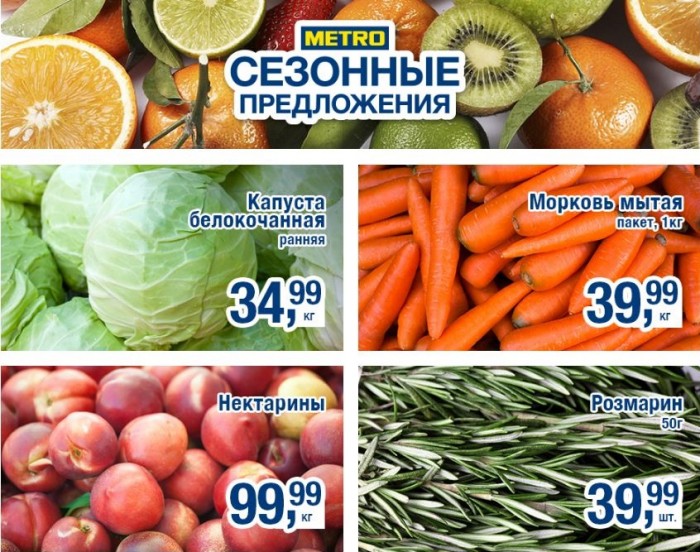 METRO
СЕЗОННЫЕ
ПРЕДЛОЖЕНИЯ
Капуста
белокочанная
ранняя
34,99
кг
Морковь мытая
пакет, 1кг
39,99
кг
Нектарины
99,99
кг
Розмарин
50г
39,99
шт.